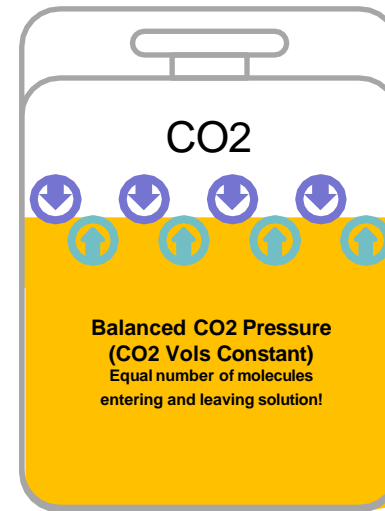 CO2
Balanced CO2 Pressure
(CO2 Vols Constant)
Equal number of molecules
entering and leaving solution!